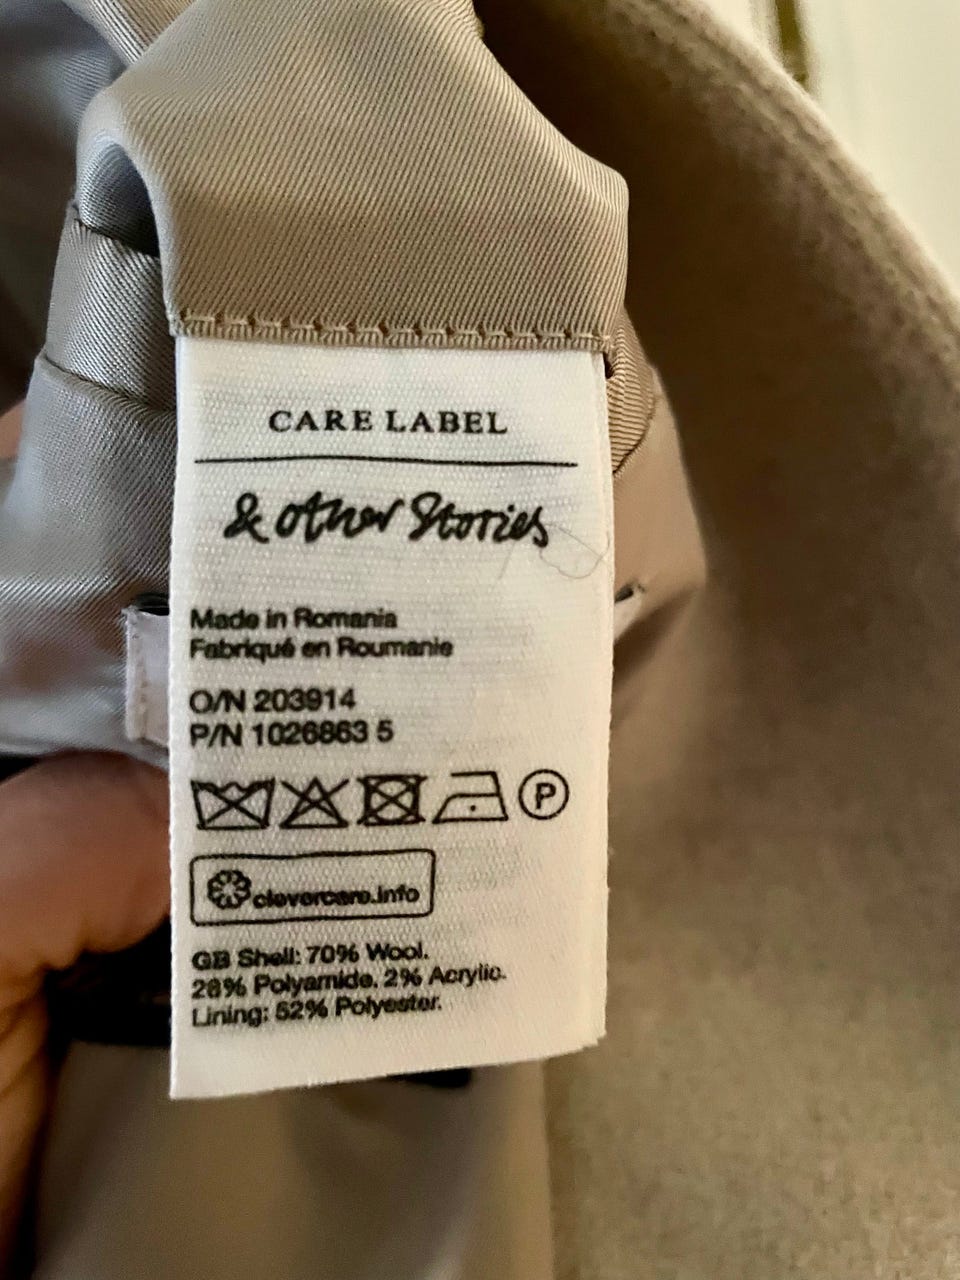 CARE LABEL
& other Stories
Made in Romania
Fabriqué en Roumanie
O/N 203914
P/N 1026863 5
P
clevercare.info
GB Shell: 70% Wool.
28% Polyamide. 2% Acrylic.
Lining: 52% Polyester.